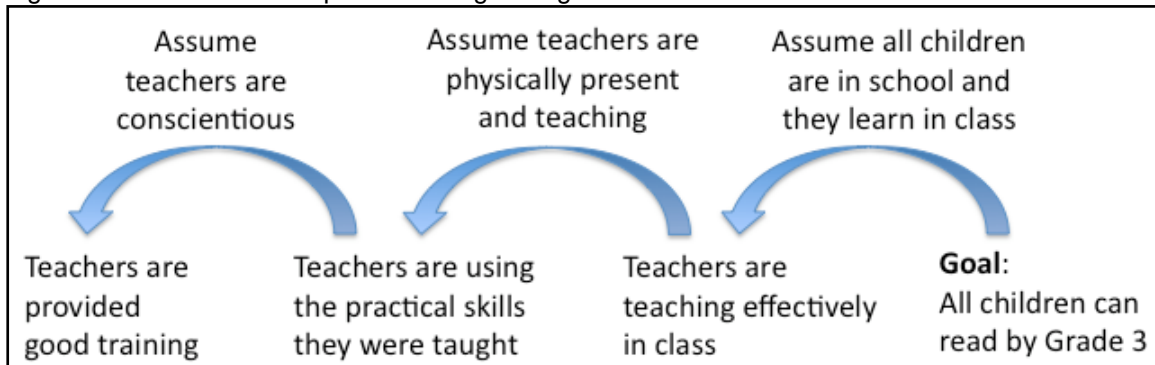 Assume
teachers are
conscientious
Assume teachers are
physically present
and teaching
Assume all children
are in school and
they learn in class
Teachers are
provided
good training
Teachers are using
the practical skills
they were taught
Teachers are
teaching effectively
in class
Goal:
All children can
read by Grade 3